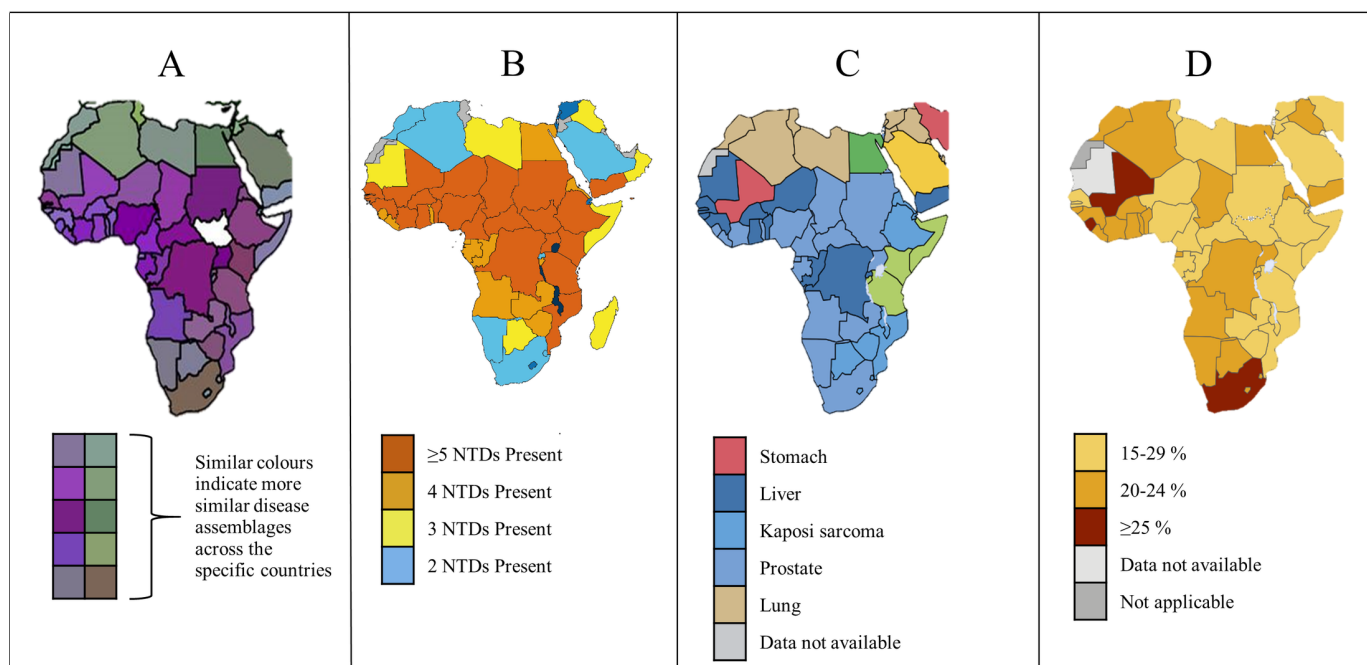 A
B
C
D
Similar colours
indicate more
similar disease
assemblages
across the
specific countries
≥5 NTDs Present
4 NTDs Present
3 NTDs Present
2 NTDs Present
Stomach
Liver
Kaposi sarcoma
Prostate
Lung
Data not available
15-29 %
20-24 %
≥25 %
Data not available
Not applicable